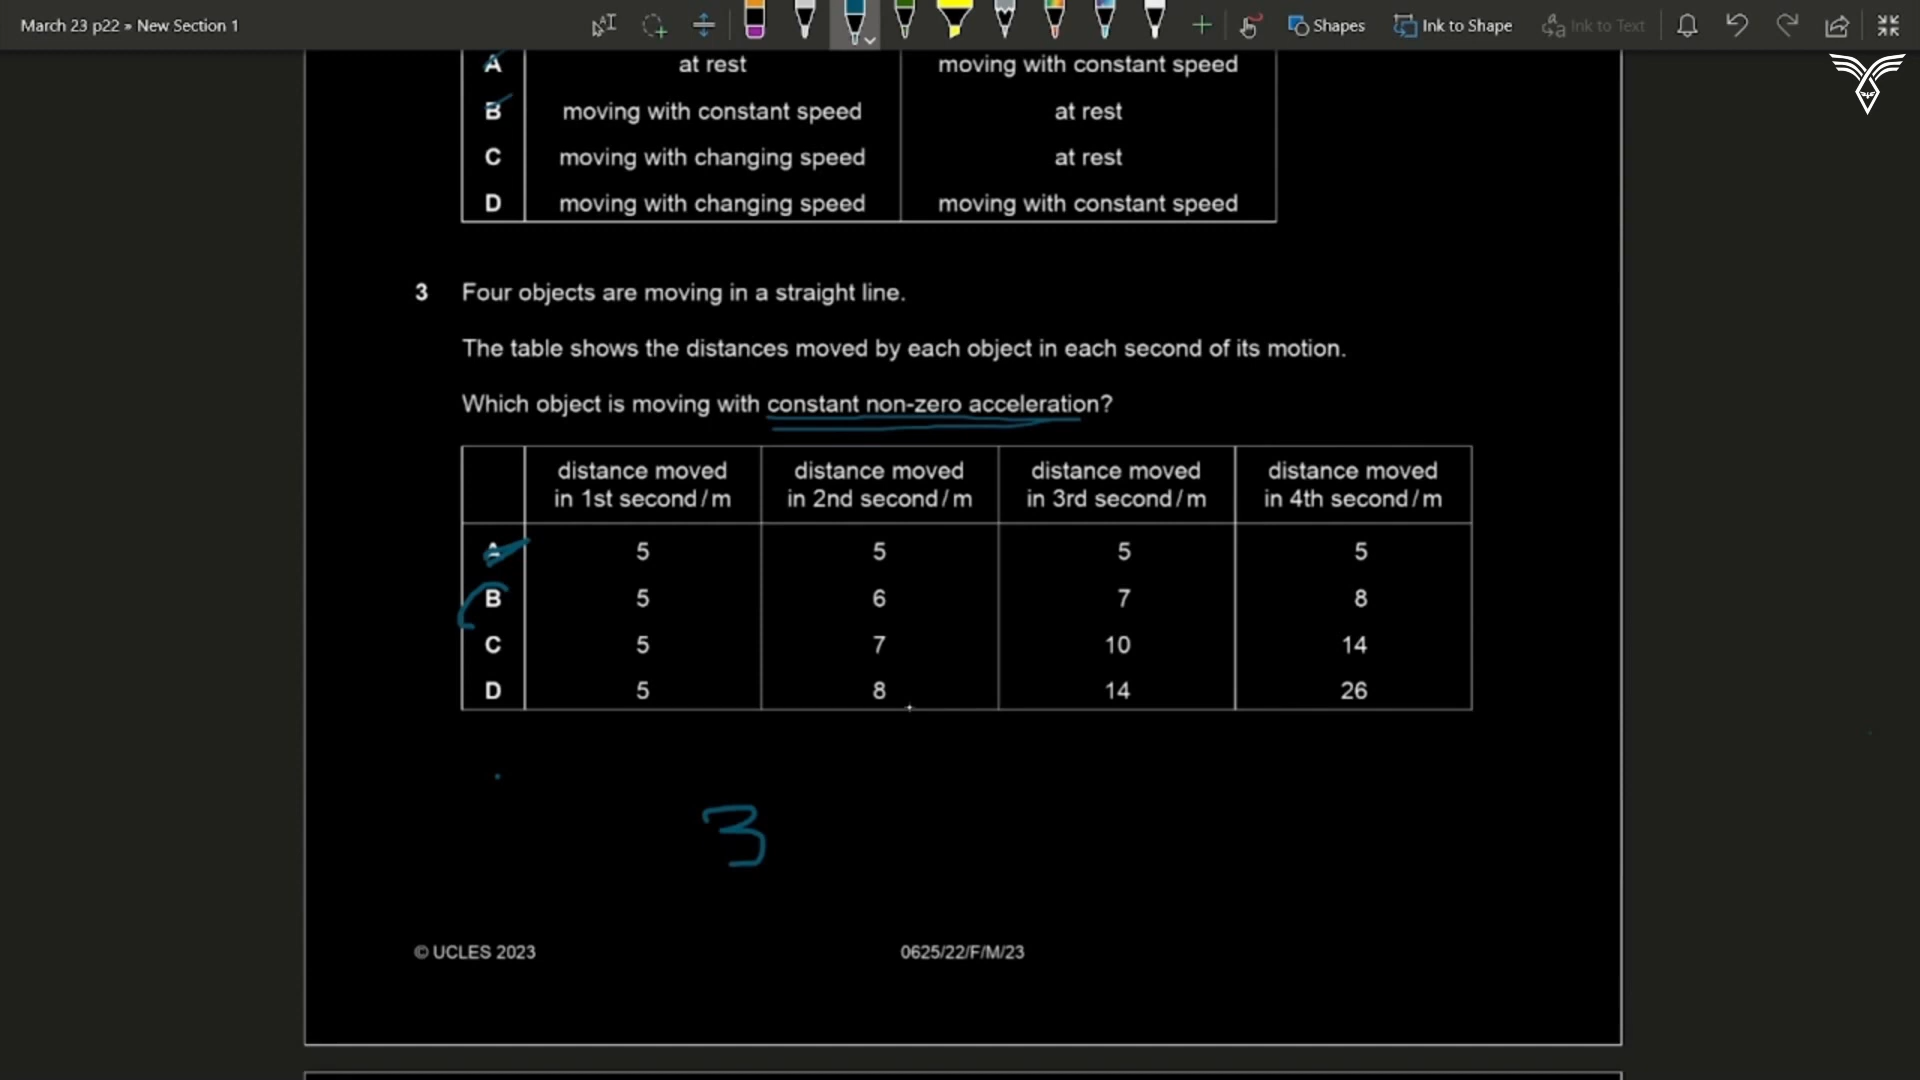 March 23 p22 » New Section 1
Shapes
Ink to Shape
Ink to Text
A at rest moving with constant speed
B moving with constant speed at rest
C moving with changing speed at rest
D moving with changing speed moving with constant speed
3 Four objects are moving in a straight line.
The table shows the distances moved by each object in each second of its motion.
Which object is moving with constant non-zero acceleration?
distance moved in 1st second / m distance moved in 2nd second / m distance moved in 3rd second / m distance moved in 4th second / m
A 5 5 5 5
B 5 6 7 8
C 5 7 10 14
D 5 8 14 26
3
© UCLES 2023 0625/22/F/M/23